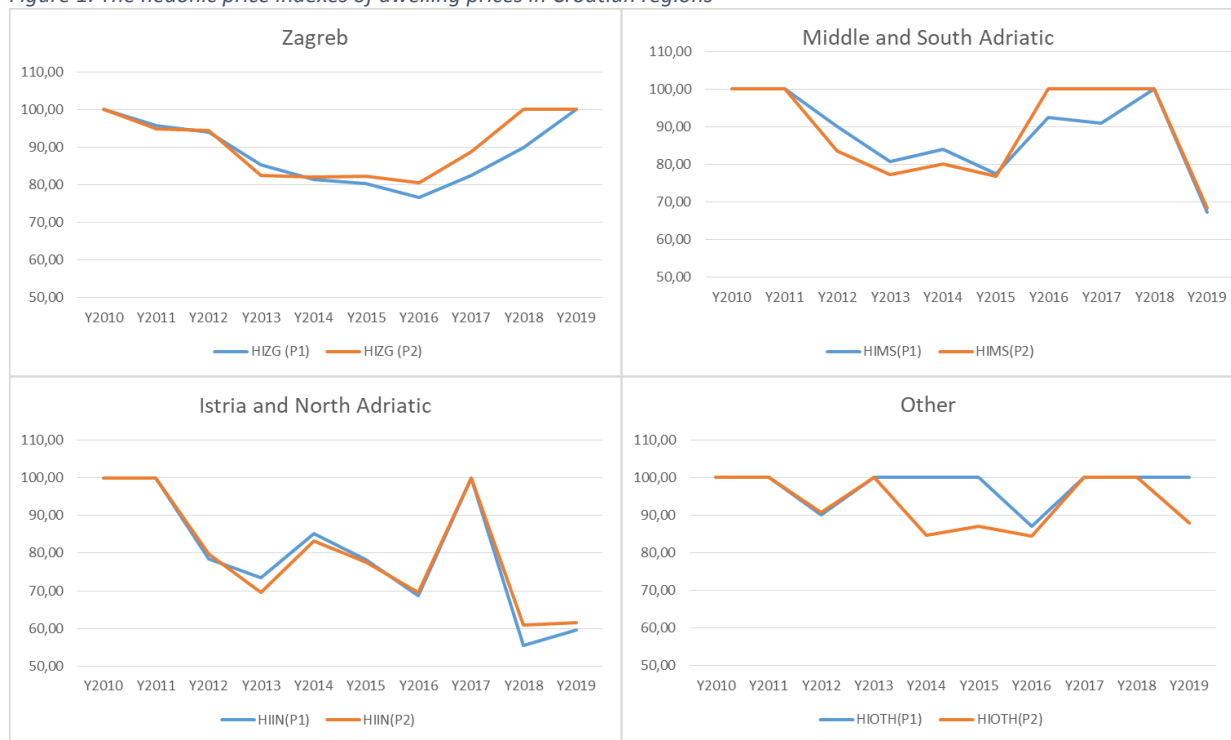 Figure 1. The hedonic price indexes of dwelling prices in Croatian regions
Zagreb
110,00
100,00
90,00
80,00
70,00
60,00
50,00
Y2010 Y2011 Y2012 Y2013 Y2014 Y2015 Y2016 Y2017 Y2018 Y2019
HIZG (P1) HIZG (P2)
Middle and South Adriatic
110,00
100,00
90,00
80,00
70,00
60,00
50,00
Y2010 Y2011 Y2012 Y2013 Y2014 Y2015 Y2016 Y2017 Y2018 Y2019
HIMS(P1) HIMS(P2)
Istria and North Adriatic
110,00
100,00
90,00
80,00
70,00
60,00
50,00
Y2010 Y2011 Y2012 Y2013 Y2014 Y2015 Y2016 Y2017 Y2018 Y2019
HIIN(P1) HIIN(P2)
Other
110,00
100,00
90,00
80,00
70,00
60,00
50,00
Y2010 Y2011 Y2012 Y2013 Y2014 Y2015 Y2016 Y2017 Y2018 Y2019
HIOTH(P1) HIOTH(P2)